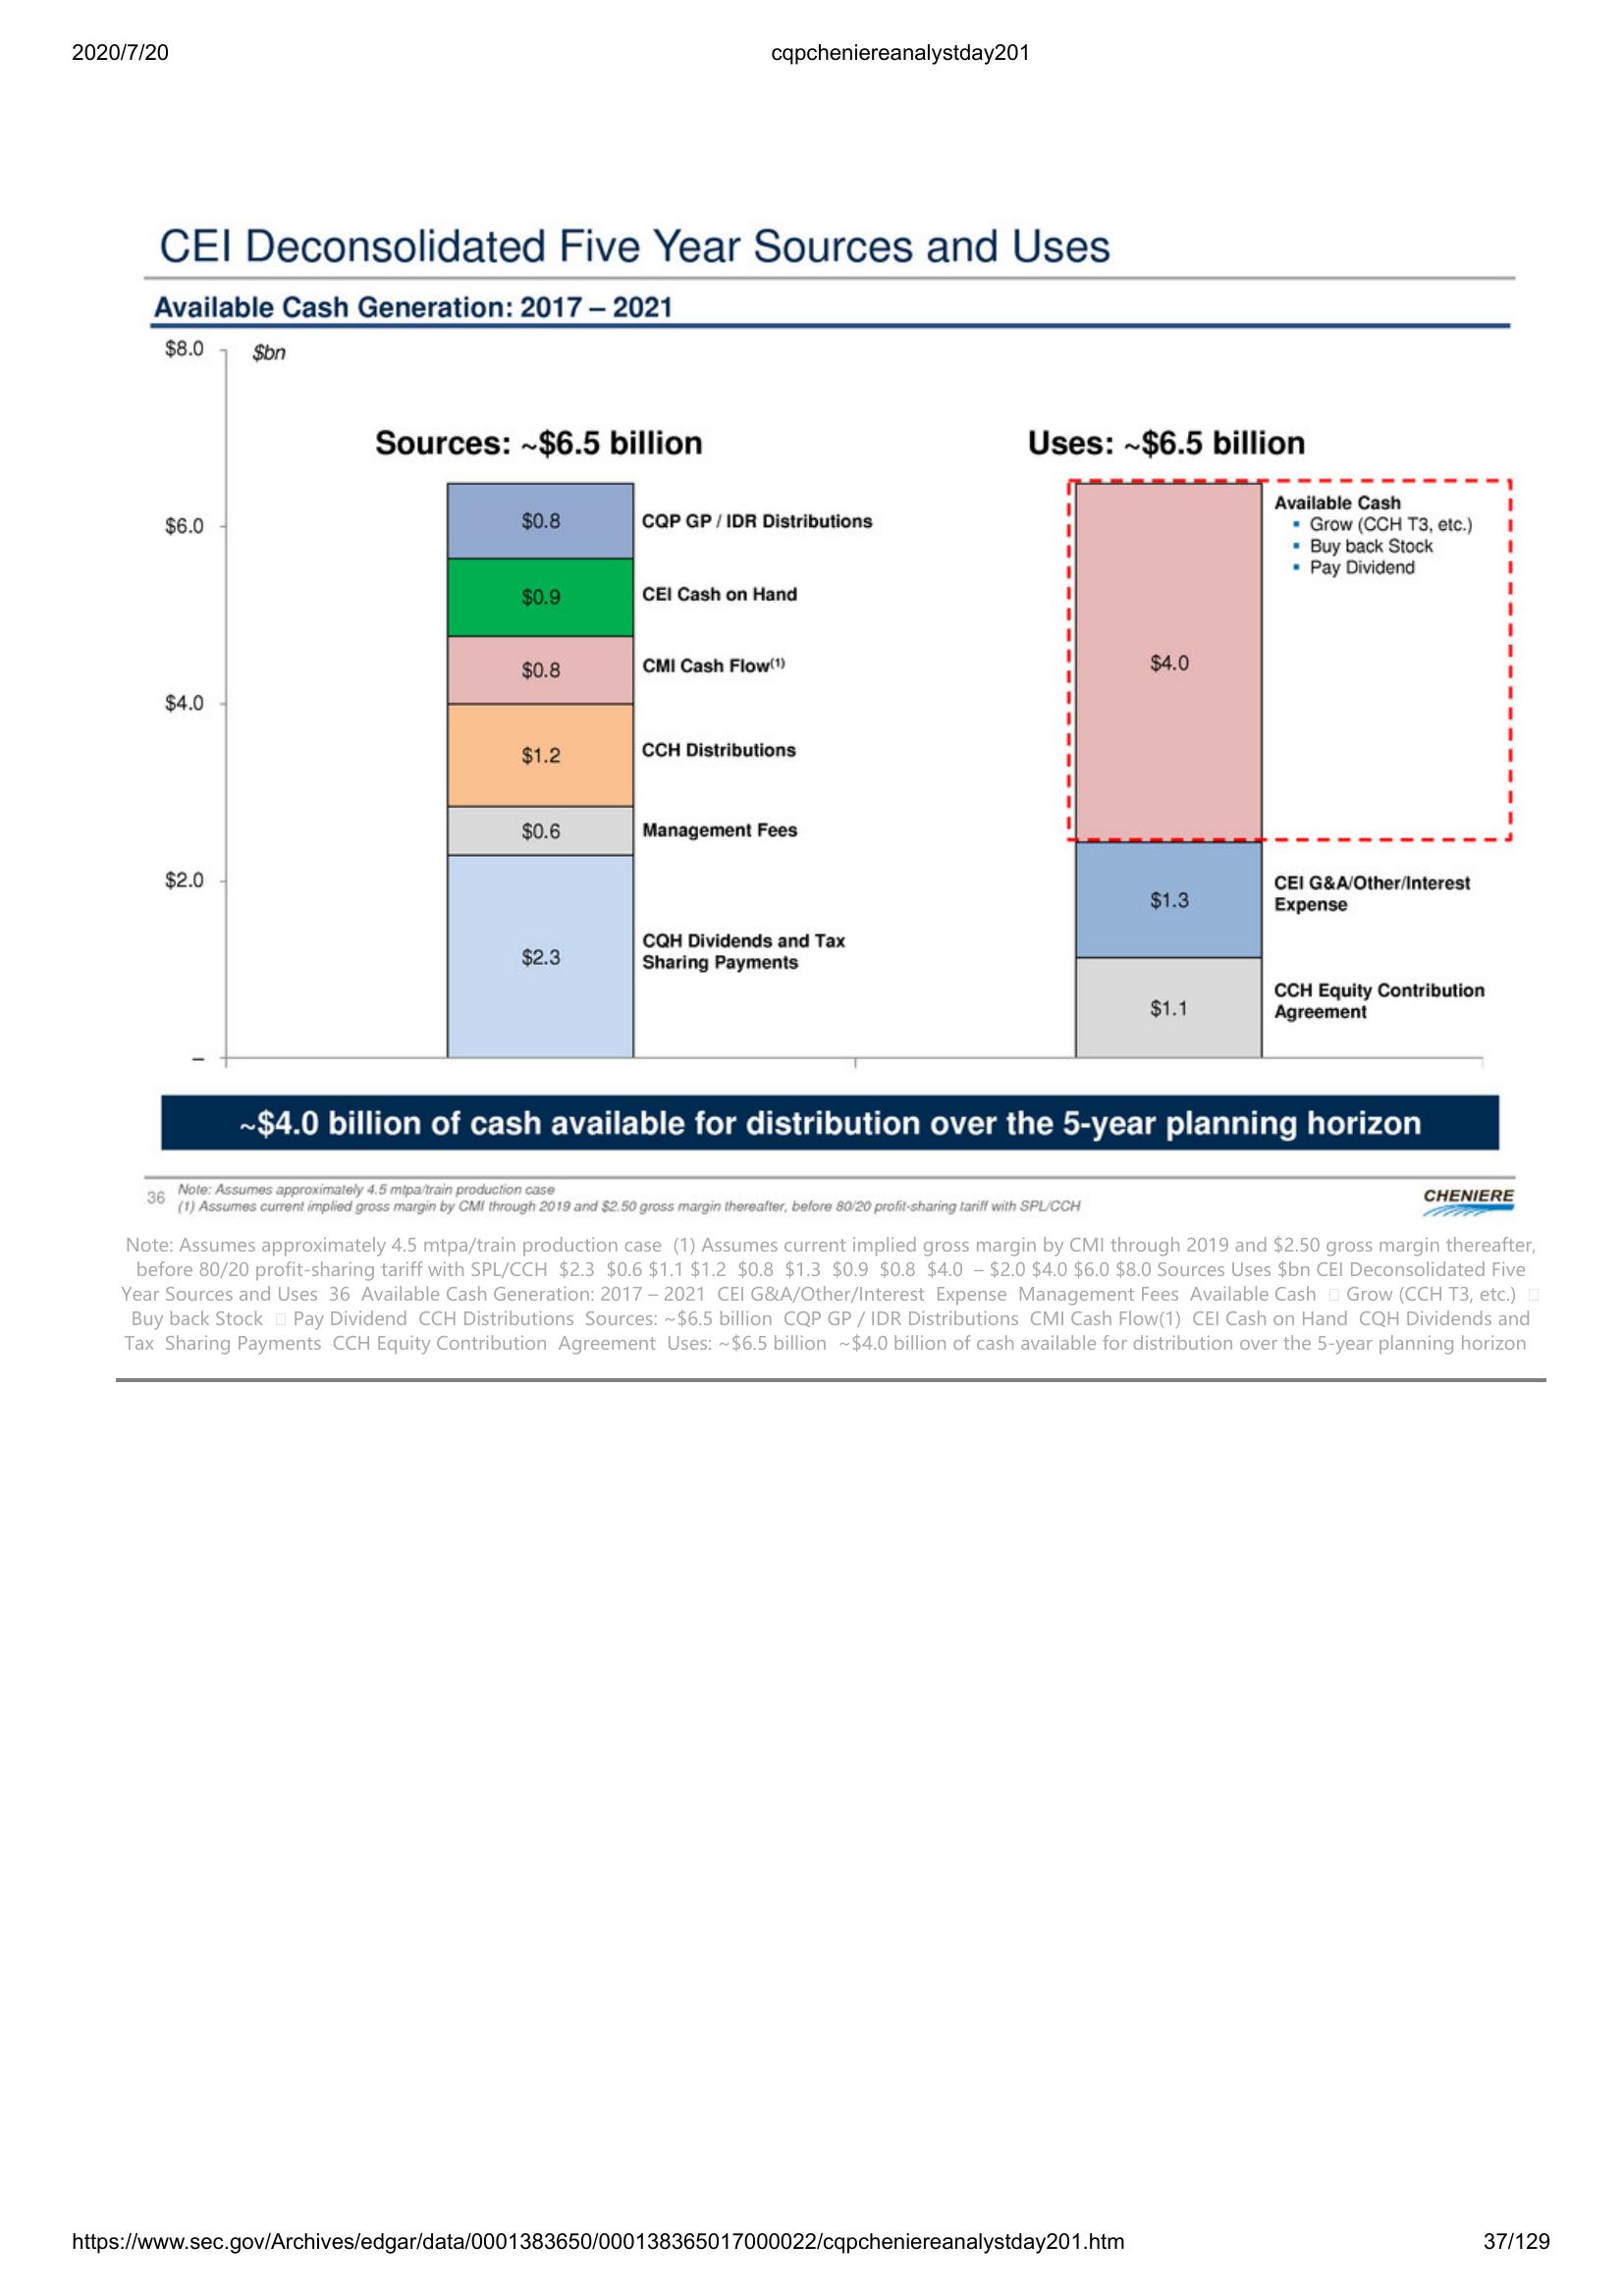 2020/7/20
cqpcheniereanalystday201
CEI Deconsolidated Five Year Sources and Uses
Available Cash Generation: 2017 – 2021
$8.0
$bn
Sources: ~$6.5 billion
Uses: ~$6.5 billion
$6.0
$4.0
$2.0
–
$0.8
CQP GP / IDR Distributions
$0.9
CEI Cash on Hand
$0.8
CMI Cash Flow(1)
$1.2
CCH Distributions
$0.6
Management Fees
$2.3
CQH Dividends and Tax
Sharing Payments
Available Cash
▪ Grow (CCH T3, etc.)
▪ Buy back Stock
▪ Pay Dividend
$4.0
$1.3
CEI G&A/Other/Interest
Expense
$1.1
CCH Equity Contribution
Agreement
~$4.0 billion of cash available for distribution over the 5-year planning horizon
36
Note: Assumes approximately 4.5 mtpa/train production case
(1) Assumes current implied gross margin by CMI through 2019 and $2.50 gross margin thereafter, before 80/20 profit-sharing tariff with SPL/CCH
CHENIERE
Note: Assumes approximately 4.5 mtpa/train production case (1) Assumes current implied gross margin by CMI through 2019 and $2.50 gross margin thereafter,
before 80/20 profit-sharing tariff with SPL/CCH $2.3 $0.6 $1.1 $1.2 $0.8 $1.3 $0.9 $0.8 $4.0 – $2.0 $4.0 $6.0 $8.0 Sources Uses $bn CEI Deconsolidated Five
Year Sources and Uses 36 Available Cash Generation: 2017 – 2021 CEI G&A/Other/Interest Expense Management Fees Available Cash □ Grow (CCH T3, etc.) □
Buy back Stock □ Pay Dividend CCH Distributions Sources: ~$6.5 billion CQP GP / IDR Distributions CMI Cash Flow(1) CEI Cash on Hand CQH Dividends and
Tax Sharing Payments CCH Equity Contribution Agreement Uses: ~$6.5 billion ~$4.0 billion of cash available for distribution over the 5-year planning horizon
https://www.sec.gov/Archives/edgar/data/0001383650/000138365017000022/cqpcheniereanalystday201.htm
37/129